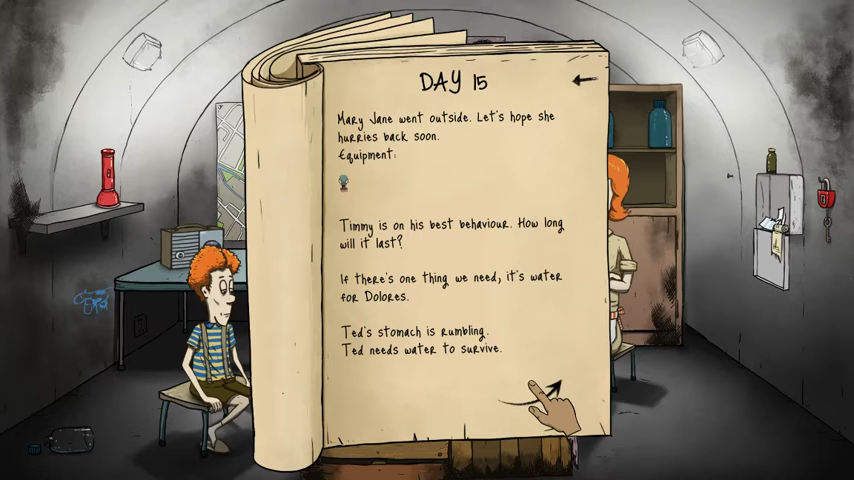 DAY 15
Mary Jane went outside. Let's hope she
hurries back soon.
Equipment:
Timmy is on his best behaviour. How long
will it last?
If there's one thing we need, it's water
for Dolores.
Ted's stomach is rumbling.
Ted needs water to survive.